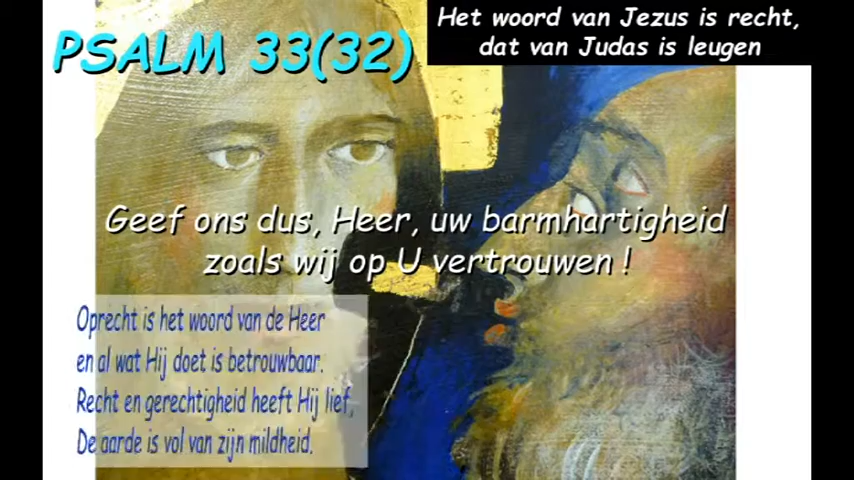 PSALM 33(32)
Het woord van Jezus is recht,
dat van Judas is leugen
Geef ons dus, Heer, uw barmhartigheid
zoals wij op U vertrouwen !
Oprecht is het woord van de Heer
en al wat Hij doet is betrouwbaar.
Recht en gerechtigheid heeft Hij lief,
De aarde is vol van zijn mildheid.